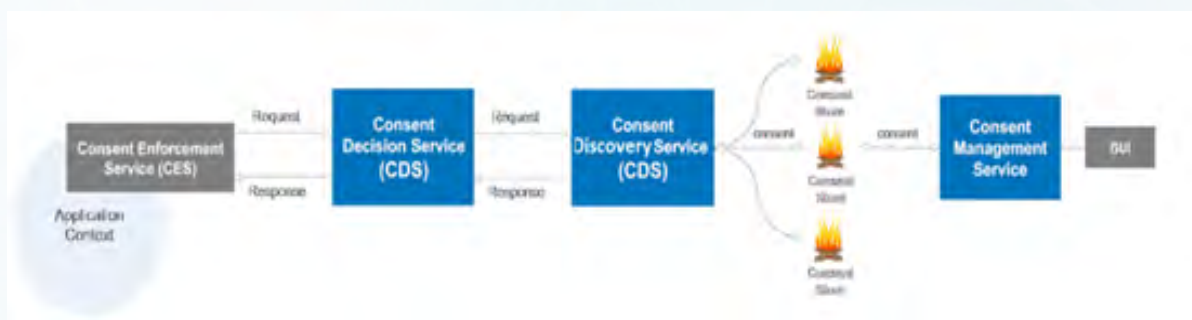 Consent Enforcement
Service (CES)
Application
Context
Request
Response
Consent
Decision Service
(CDS)
Request
Response
Consent
Discovery Service
(CDS)
consent
Consent
Store
Consent
Store
Consent
Store
consent
Consent
Management
Service
GUI